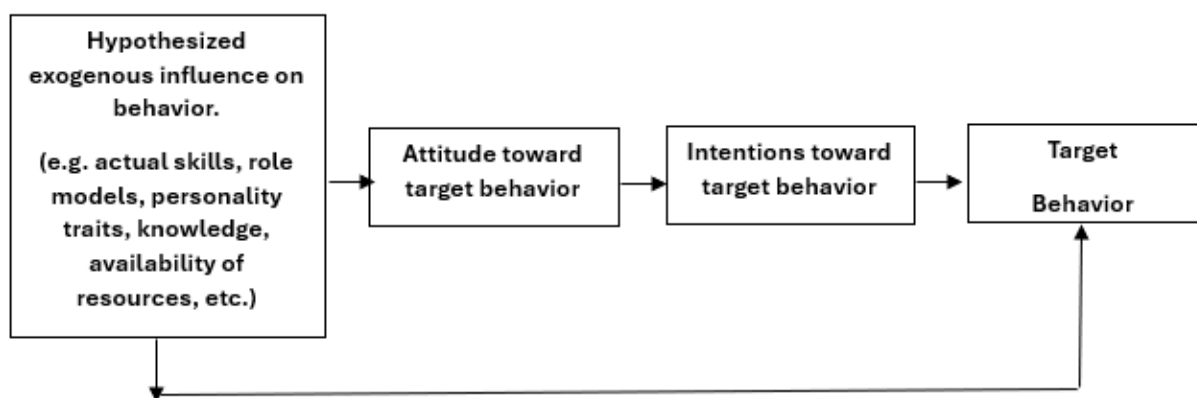 Hypothesized
exogenous influence on
behavior.
(e.g. actual skills, role
models, personality
traits, knowledge,
availability of
resources, etc.)
Attitude toward
target behavior
Intentions toward
target behavior
Target
Behavior